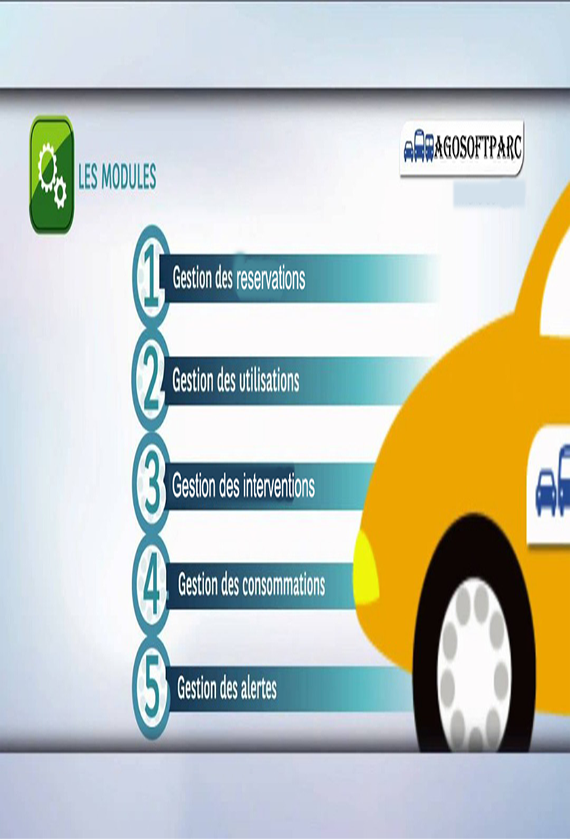 LES MODULES
AGOSOFTPARC
1 Gestion des reservations
2 Gestion des utilisations
3 Gestion des interventions
4 Gestion des consommations
5 Gestion des alertes